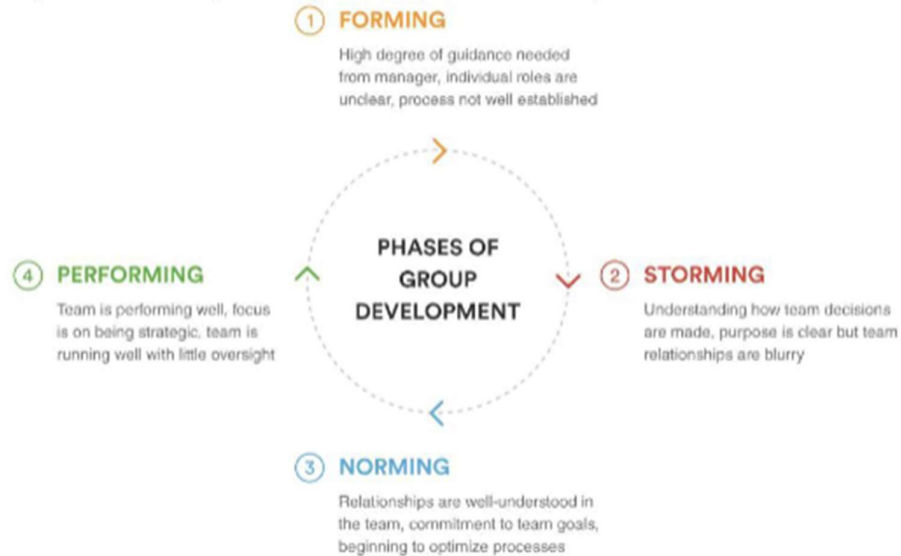 1 FORMING
High degree of guidance needed
from manager, individual roles are
unclear, process not well established
PHASES OF
GROUP
DEVELOPMENT
4 PERFORMING
Team is performing well, focus
is on being strategic, team is
running well with little oversight
2 STORMING
Understanding how team decisions
are made, purpose is clear but team
relationships are blurry
3 NORMING
Relationships are well-understood in
the team, commitment to team goals,
beginning to optimize processes